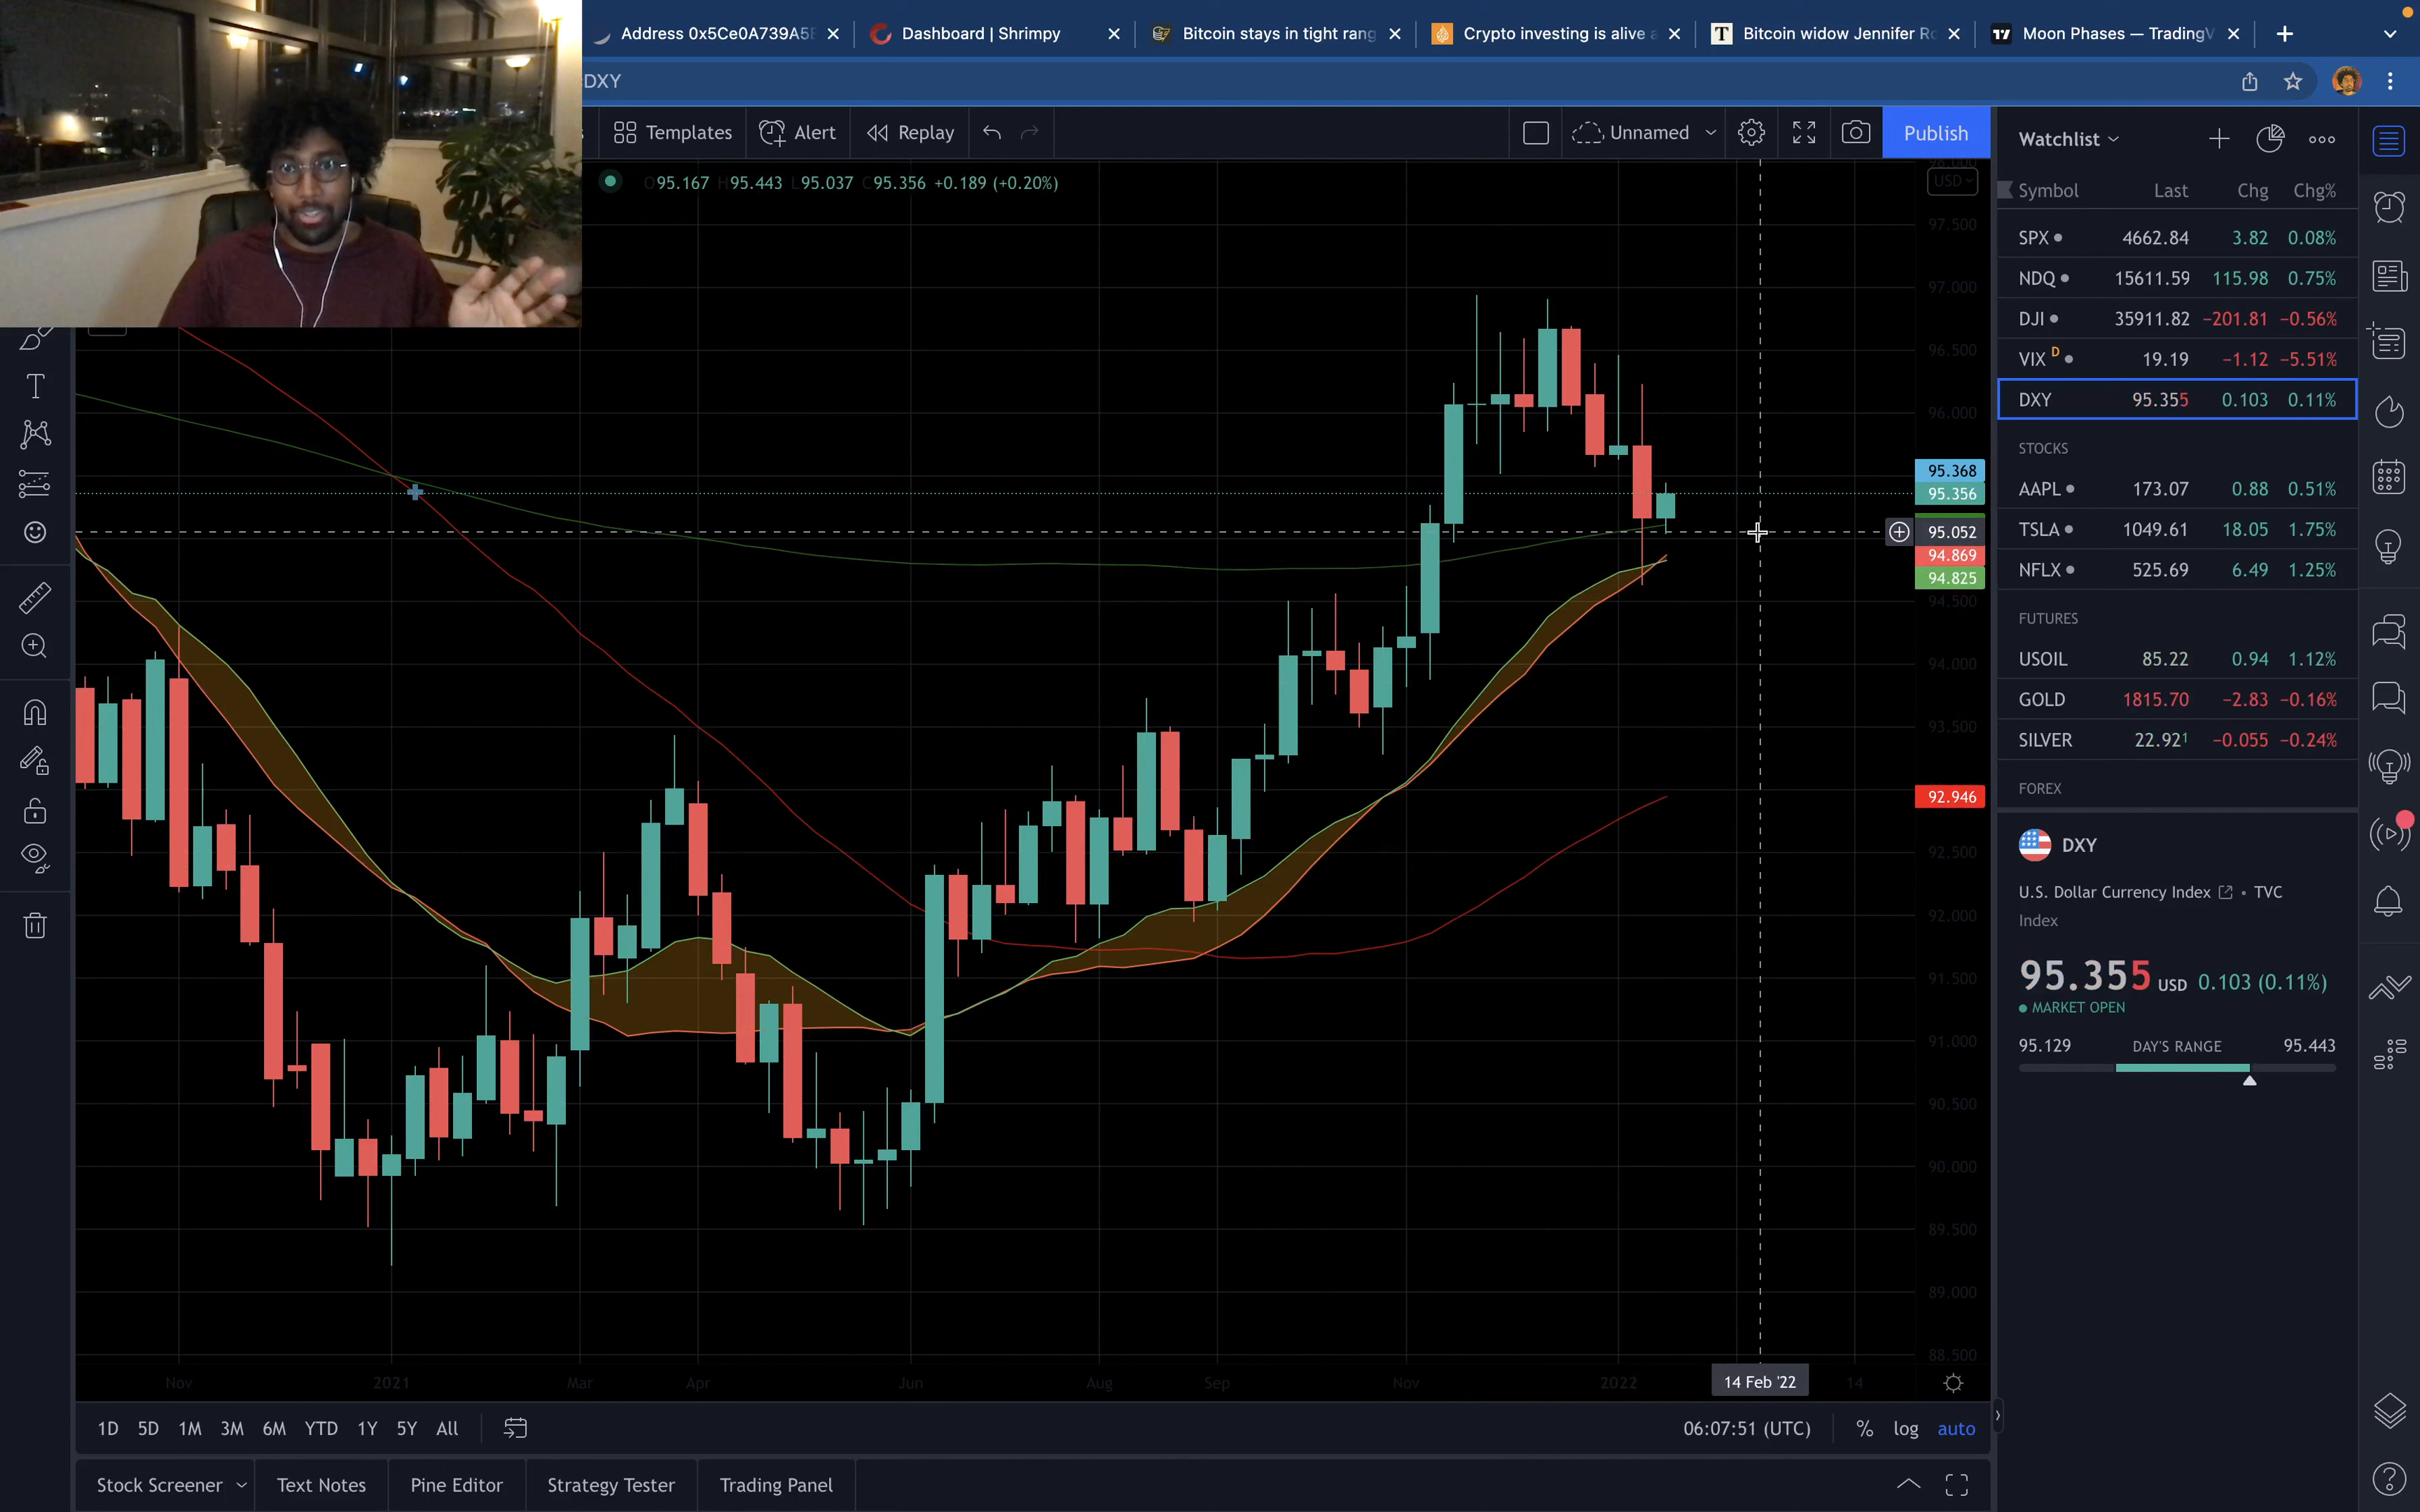 Address 0x5Ce0A739A5
Dashboard | Shrimpy
Bitcoin stays in tight rang
Crypto investing is alive a
Bitcoin widow Jennifer Ro
Moon Phases — TradingV
DXY
Templates
Alert
Replay
Unnamed
Publish
O95.167 H95.443 L95.037 C95.356 +0.189 (+0.20%)
USD
97.500
97.000
96.500
96.000
95.368
95.356
95.052
94.869
94.825
94.500
94.000
93.500
92.946
92.500
92.000
91.500
91.000
90.500
90.000
89.500
89.000
88.500
Nov 2021 Mar Apr Jun Aug Sep Nov 2022 14 Feb '22 14
1D 5D 1M 3M 6M YTD 1Y 5Y All
06:07:51 (UTC) % log auto
Stock Screener Text Notes Pine Editor Strategy Tester Trading Panel
Watchlist
Symbol Last Chg Chg%
SPX 4662.84 3.82 0.08%
NDQ 15611.59 115.98 0.75%
DJI 35911.82 −201.81 −0.56%
VIX D 19.19 −1.12 −5.51%
DXY 95.355 0.103 0.11%
STOCKS
AAPL 173.07 0.88 0.51%
TSLA 1049.61 18.05 1.75%
NFLX 525.69 6.49 1.25%
FUTURES
USOIL 85.22 0.94 1.12%
GOLD 1815.70 −2.83 −0.16%
SILVER 22.92¹ −0.055 −0.24%
FOREX
DXY
U.S. Dollar Currency Index • TVC
Index
95.355 USD 0.103 (0.11%)
MARKET OPEN
95.129 DAY'S RANGE 95.443